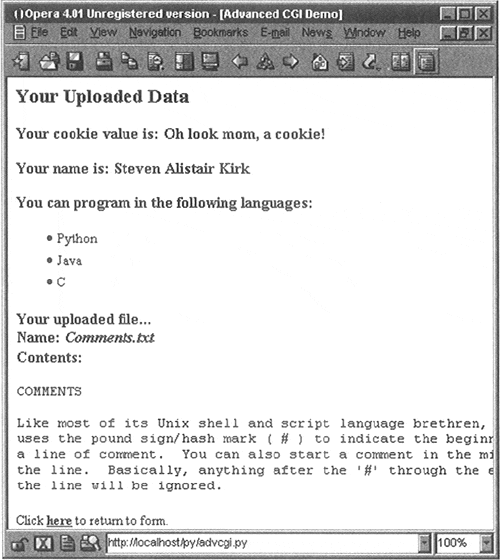 ()Opera 4.01 Unregistered version - [Advanced CGI Demo]
File Edit View Navigation Bookmarks E-mail News Window Help
Your Uploaded Data
Your cookie value is: Oh look mom, a cookie!
Your name is: Steven Alistair Kirk
You can program in the following languages:
Python
Java
C
Your uploaded file...
Name: Comments.txt
Contents:
COMMENTS
Like most of its Unix shell and script language brethren,
uses the pound sign/hash mark ( # ) to indicate the beginn
a line of comment. You can also start a comment in the mi
the line. Basically, anything after the '#' through the e
the line will be ignored.
Click here to return to form.
http://localhost/py/advcgi.py 100%